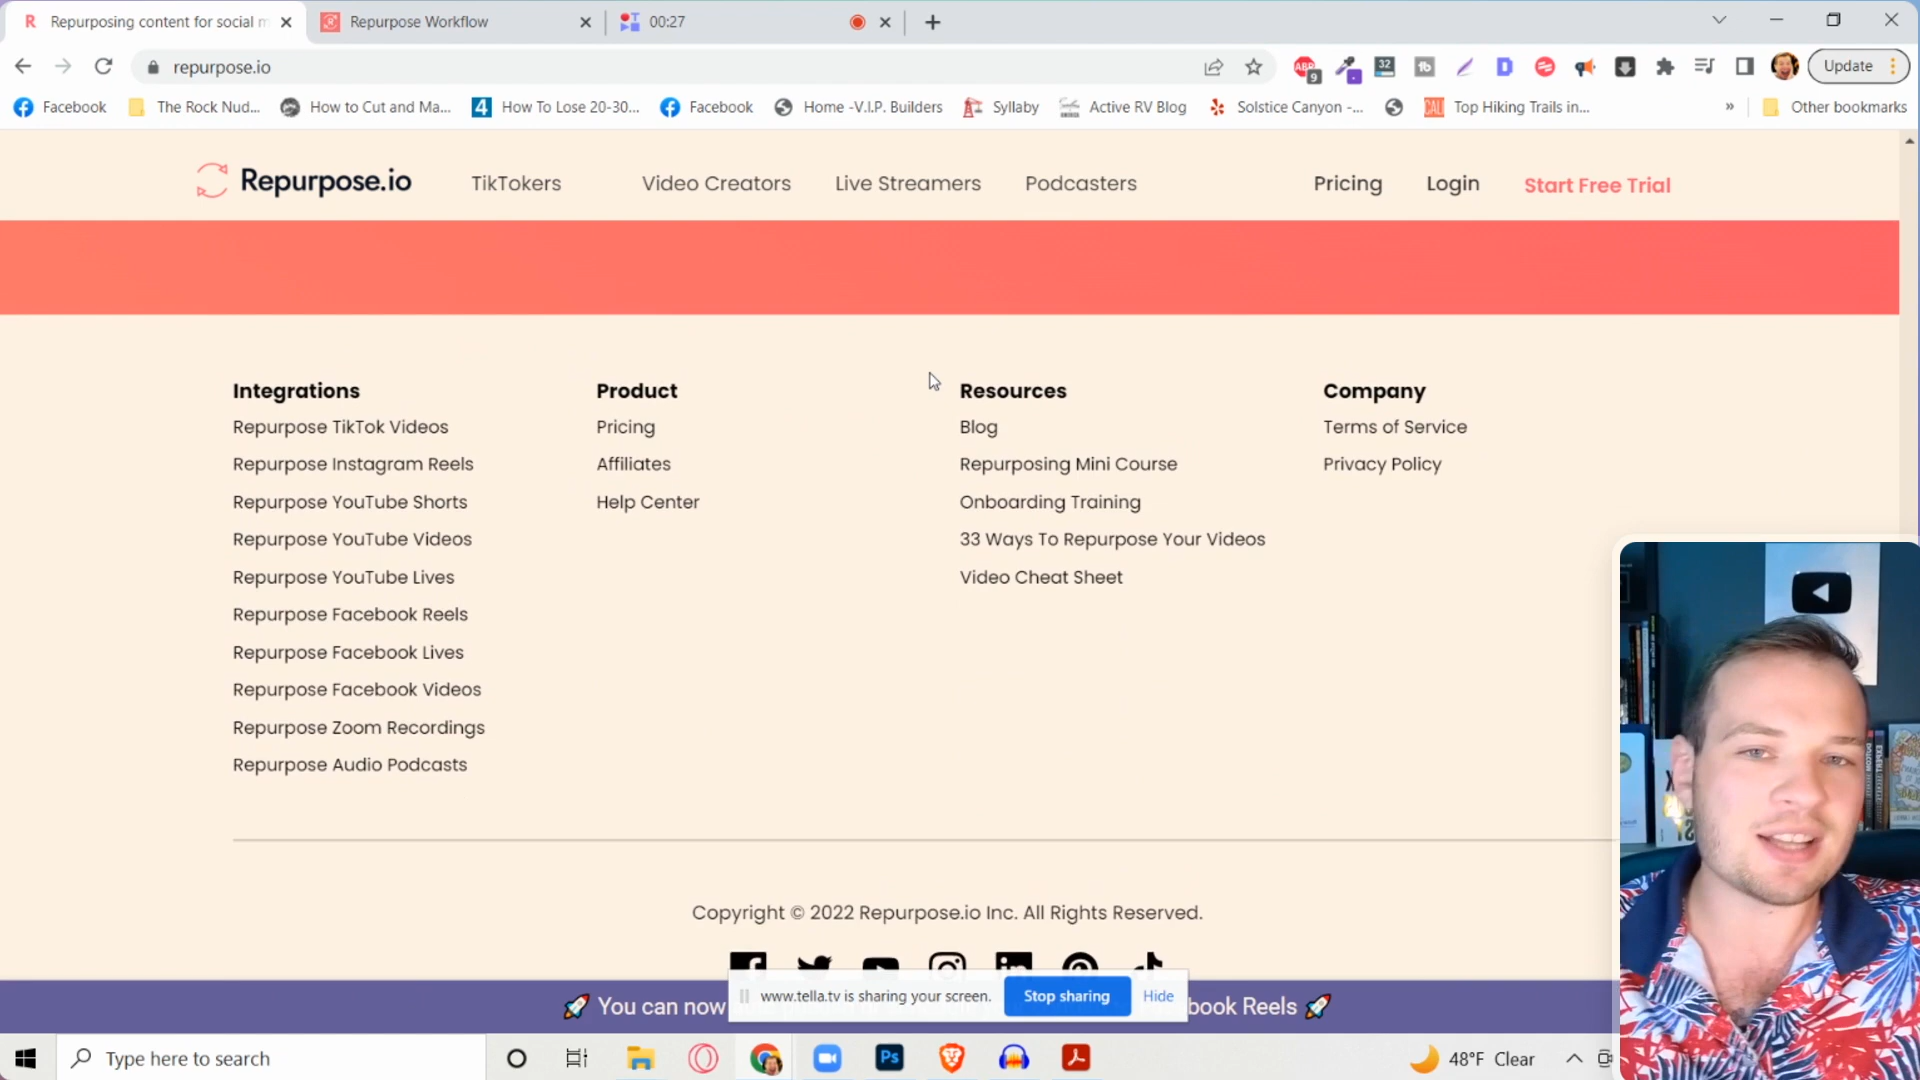 Repurposing content for social m
Repurpose Workflow
00:27
repurpose.io
9
32
Update
Facebook
The Rock Nud...
How to Cut and Ma...
4 How To Lose 20-30...
Facebook
Home -V.I.P. Builders
Syllaby
Active RV Blog
Solstice Canyon -...
CALI Top Hiking Trails in...
»
Other bookmarks
Repurpose.io
TikTokers
Video Creators
Live Streamers
Podcasters
Pricing
Login
Start Free Trial
Integrations
Repurpose TikTok Videos
Repurpose Instagram Reels
Repurpose YouTube Shorts
Repurpose YouTube Videos
Repurpose YouTube Lives
Repurpose Facebook Reels
Repurpose Facebook Lives
Repurpose Facebook Videos
Repurpose Zoom Recordings
Repurpose Audio Podcasts
Product
Pricing
Affiliates
Help Center
Resources
Blog
Repurposing Mini Course
Onboarding Training
33 Ways To Repurpose Your Videos
Video Cheat Sheet
Company
Terms of Service
Privacy Policy
Copyright © 2022 Repurpose.io Inc. All Rights Reserved.
You can now
book Reels
www.tella.tv is sharing your screen.
Stop sharing
Hide
Type here to search
Ps
48°F Clear